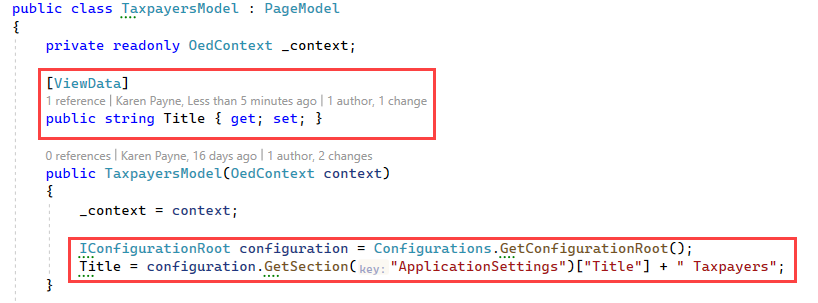 public class TaxpayersModel : PageModel
{
private readonly OedContext _context;
[ViewData]
1 reference | Karen Payne, Less than 5 minutes ago | 1 author, 1 change
public string Title { get; set; }
0 references | Karen Payne, 16 days ago | 1 author, 2 changes
public TaxpayersModel(OedContext context)
{
_context = context;
IConfigurationRoot configuration = Configurations.GetConfigurationRoot();
Title = configuration.GetSection(key: "ApplicationSettings")["Title"] + " Taxpayers";
}